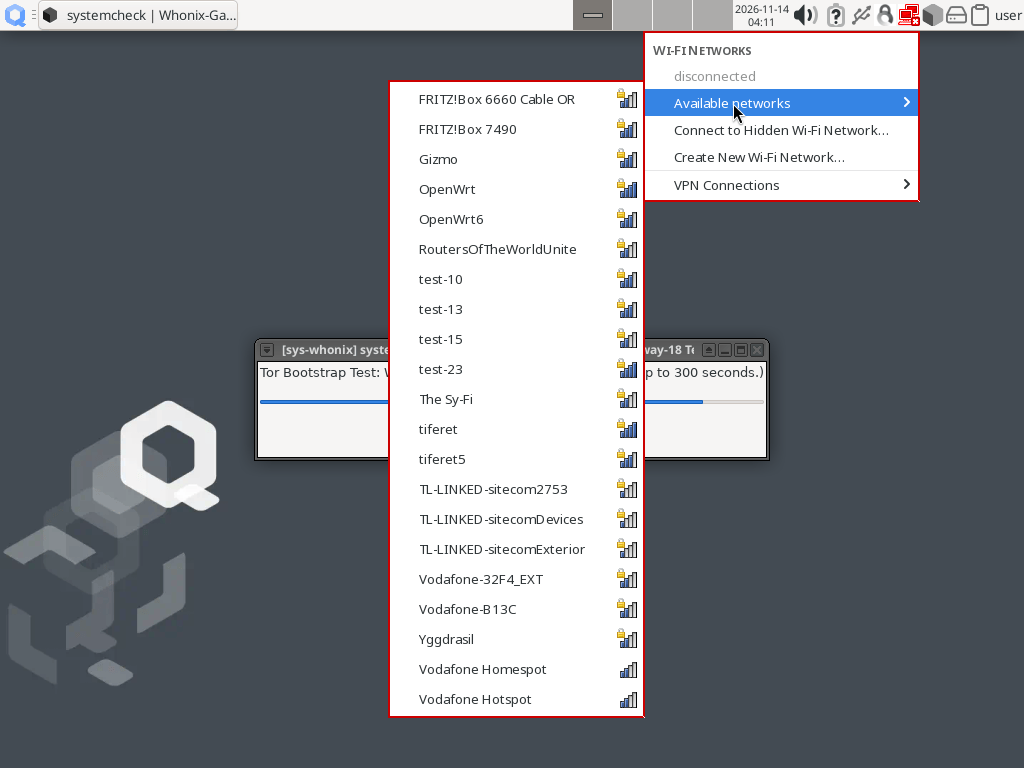 systemcheck | Whonix-Ga...
2026-11-14
04:11
user
WI-FI NETWORKS
disconnected
Available networks
Connect to Hidden Wi-Fi Network...
Create New Wi-Fi Network...
VPN Connections
FRITZ!Box 6660 Cable OR
FRITZ!Box 7490
Gizmo
OpenWrt
OpenWrt6
RoutersOfTheWorldUnite
test-10
test-13
test-15
test-23
The Sy-Fi
tiferet
tiferet5
TL-LINKED-sitecom2753
TL-LINKED-sitecomDevices
TL-LINKED-sitecomExterior
Vodafone-32F4_EXT
Vodafone-B13C
Yggdrasil
Vodafone Homespot
Vodafone Hotspot
[sys-whonix] syste
way-18 Te
Tor Bootstrap Test:
p to 300 seconds.)